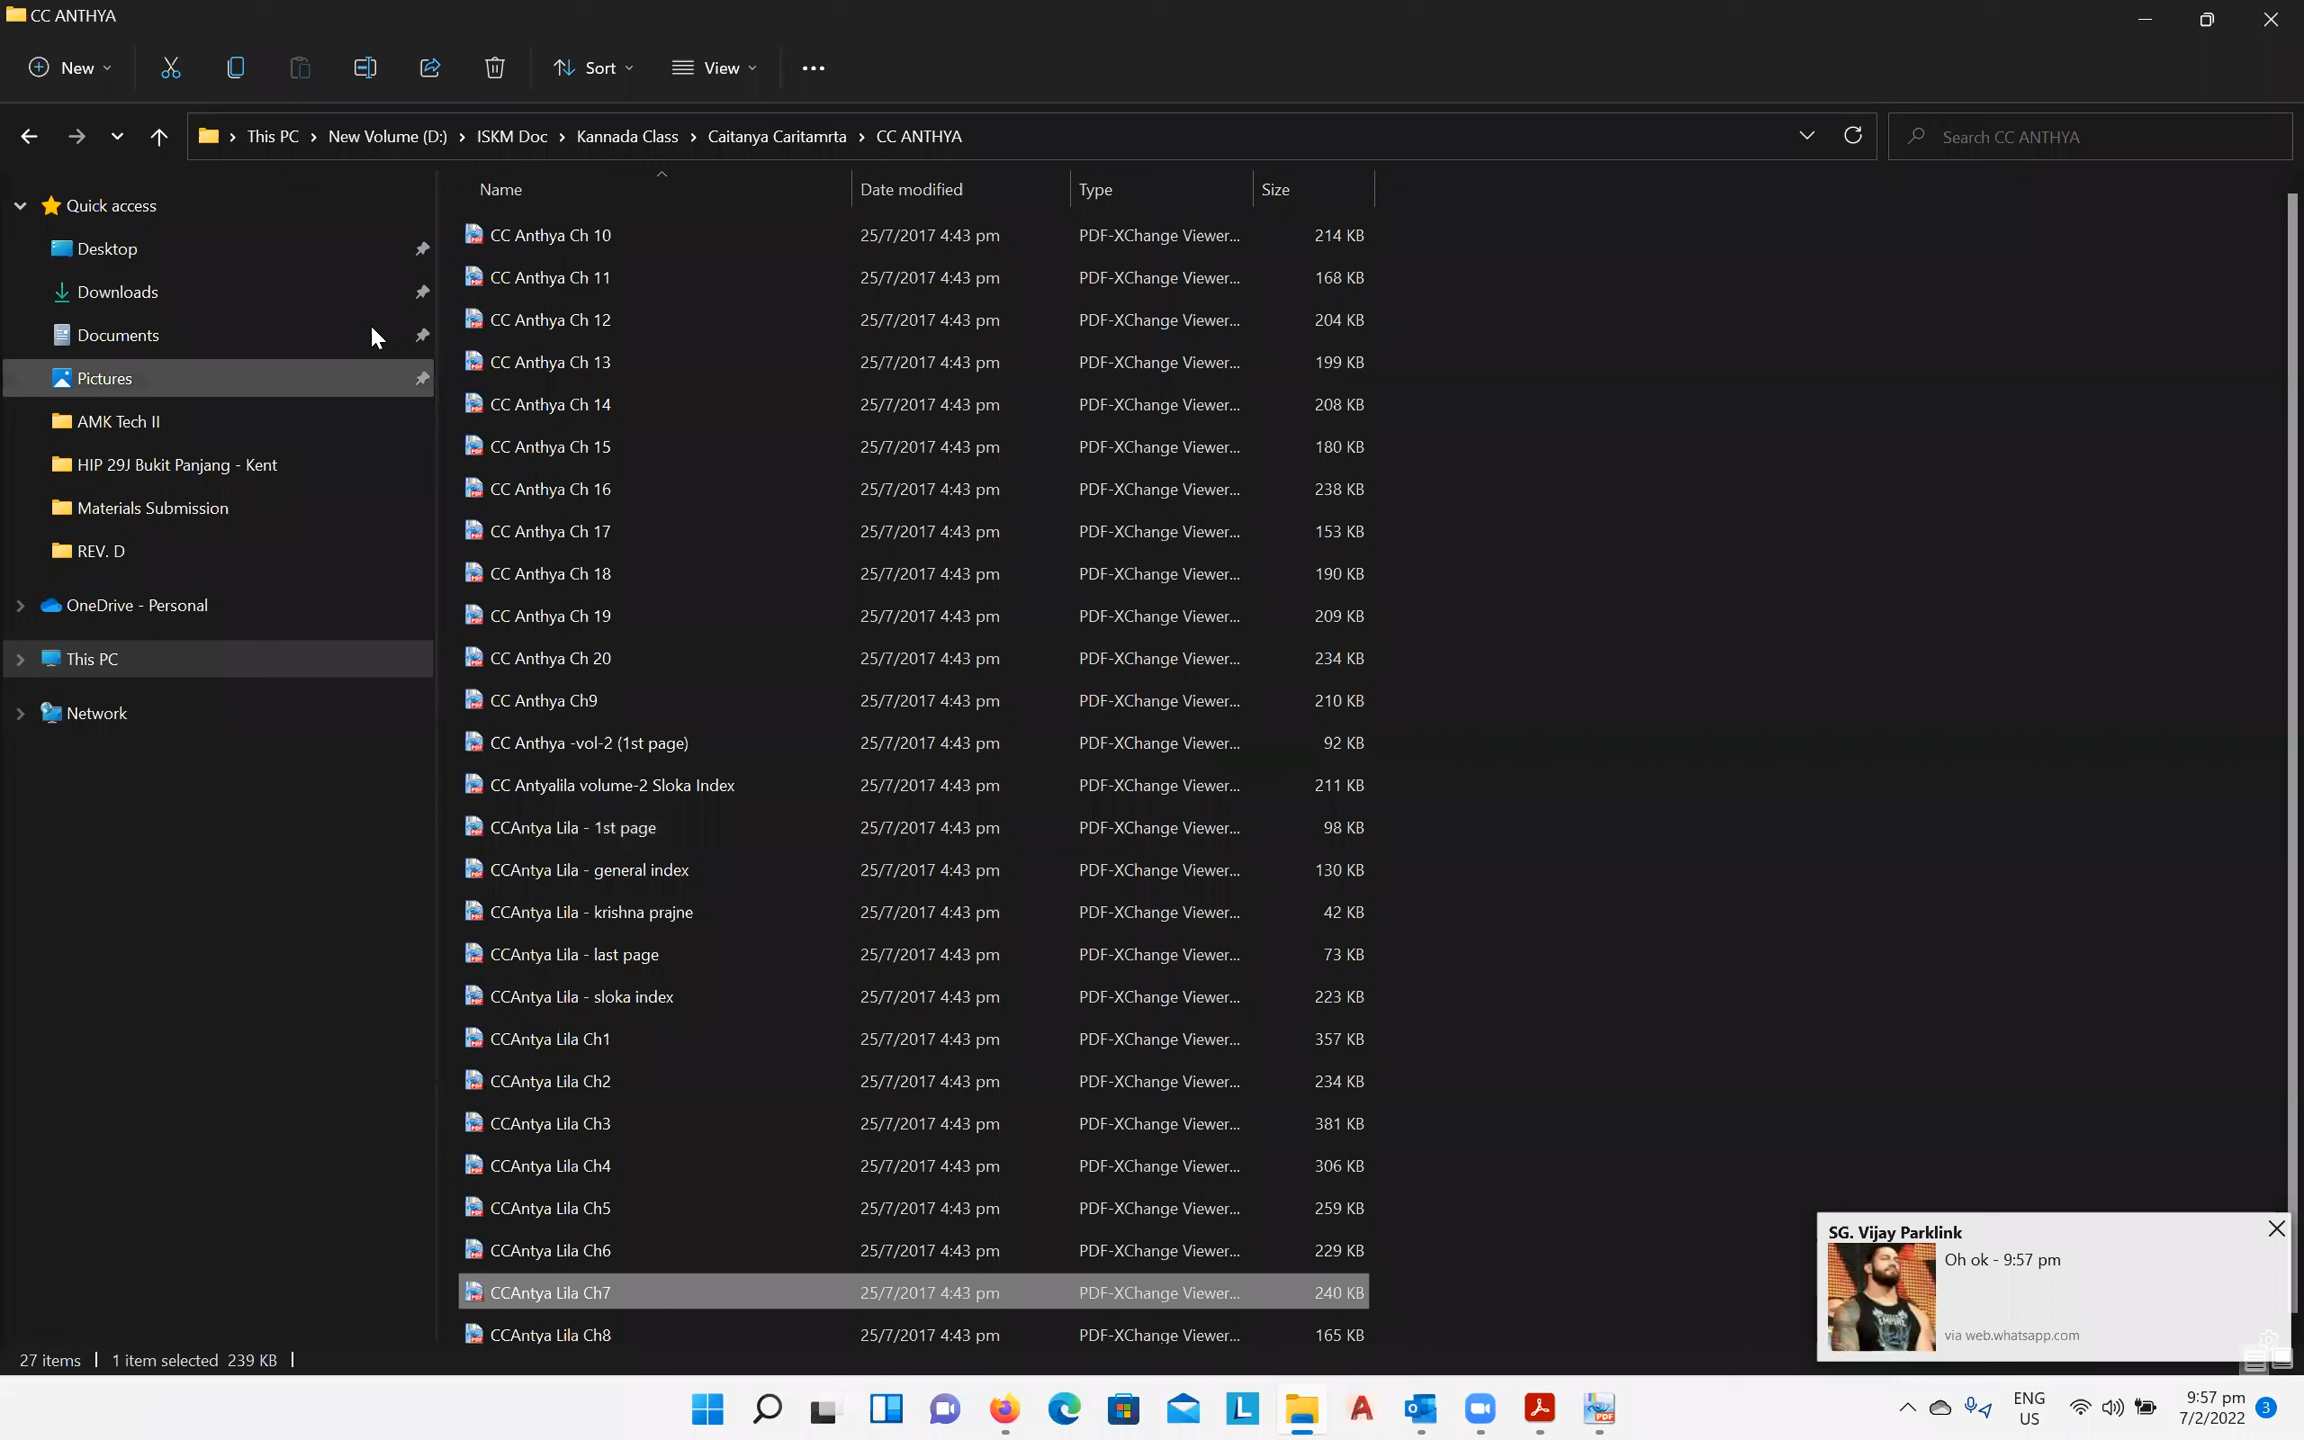 CC ANTHYA
New
Sort
View
This PC > New Volume (D:) > ISKM Doc > Kannada Class > Caitanya Caritamrta > CC ANTHYA
Search CC ANTHYA
Quick access
Desktop
Downloads
Documents
Pictures
AMK Tech II
HIP 29J Bukit Panjang - Kent
Materials Submission
REV. D
OneDrive - Personal
This PC
Network
Name Date modified Type Size
CC Anthya Ch 10 25/7/2017 4:43 pm PDF-XChange Viewer... 214 KB
CC Anthya Ch 11 25/7/2017 4:43 pm PDF-XChange Viewer... 168 KB
CC Anthya Ch 12 25/7/2017 4:43 pm PDF-XChange Viewer... 204 KB
CC Anthya Ch 13 25/7/2017 4:43 pm PDF-XChange Viewer... 199 KB
CC Anthya Ch 14 25/7/2017 4:43 pm PDF-XChange Viewer... 208 KB
CC Anthya Ch 15 25/7/2017 4:43 pm PDF-XChange Viewer... 180 KB
CC Anthya Ch 16 25/7/2017 4:43 pm PDF-XChange Viewer... 238 KB
CC Anthya Ch 17 25/7/2017 4:43 pm PDF-XChange Viewer... 153 KB
CC Anthya Ch 18 25/7/2017 4:43 pm PDF-XChange Viewer... 190 KB
CC Anthya Ch 19 25/7/2017 4:43 pm PDF-XChange Viewer... 209 KB
CC Anthya Ch 20 25/7/2017 4:43 pm PDF-XChange Viewer... 234 KB
CC Anthya Ch9 25/7/2017 4:43 pm PDF-XChange Viewer... 210 KB
CC Anthya -vol-2 (1st page) 25/7/2017 4:43 pm PDF-XChange Viewer... 92 KB
CC Antyalila volume-2 Sloka Index 25/7/2017 4:43 pm PDF-XChange Viewer... 211 KB
CCAntya Lila - 1st page 25/7/2017 4:43 pm PDF-XChange Viewer... 98 KB
CCAntya Lila - general index 25/7/2017 4:43 pm PDF-XChange Viewer... 130 KB
CCAntya Lila - krishna prajne 25/7/2017 4:43 pm PDF-XChange Viewer... 42 KB
CCAntya Lila - last page 25/7/2017 4:43 pm PDF-XChange Viewer... 73 KB
CCAntya Lila - sloka index 25/7/2017 4:43 pm PDF-XChange Viewer... 223 KB
CCAntya Lila Ch1 25/7/2017 4:43 pm PDF-XChange Viewer... 357 KB
CCAntya Lila Ch2 25/7/2017 4:43 pm PDF-XChange Viewer... 234 KB
CCAntya Lila Ch3 25/7/2017 4:43 pm PDF-XChange Viewer... 381 KB
CCAntya Lila Ch4 25/7/2017 4:43 pm PDF-XChange Viewer... 306 KB
CCAntya Lila Ch5 25/7/2017 4:43 pm PDF-XChange Viewer... 259 KB
CCAntya Lila Ch6 25/7/2017 4:43 pm PDF-XChange Viewer... 229 KB
CCAntya Lila Ch7 25/7/2017 4:43 pm PDF-XChange Viewer... 240 KB
CCAntya Lila Ch8 25/7/2017 4:43 pm PDF-XChange Viewer... 165 KB
SG. Vijay Parklink
Oh ok - 9:57 pm
EMPIRE
via web.whatsapp.com
27 items 1 item selected 239 KB
L
PDF
ENG
US
9:57 pm
7/2/2022
3